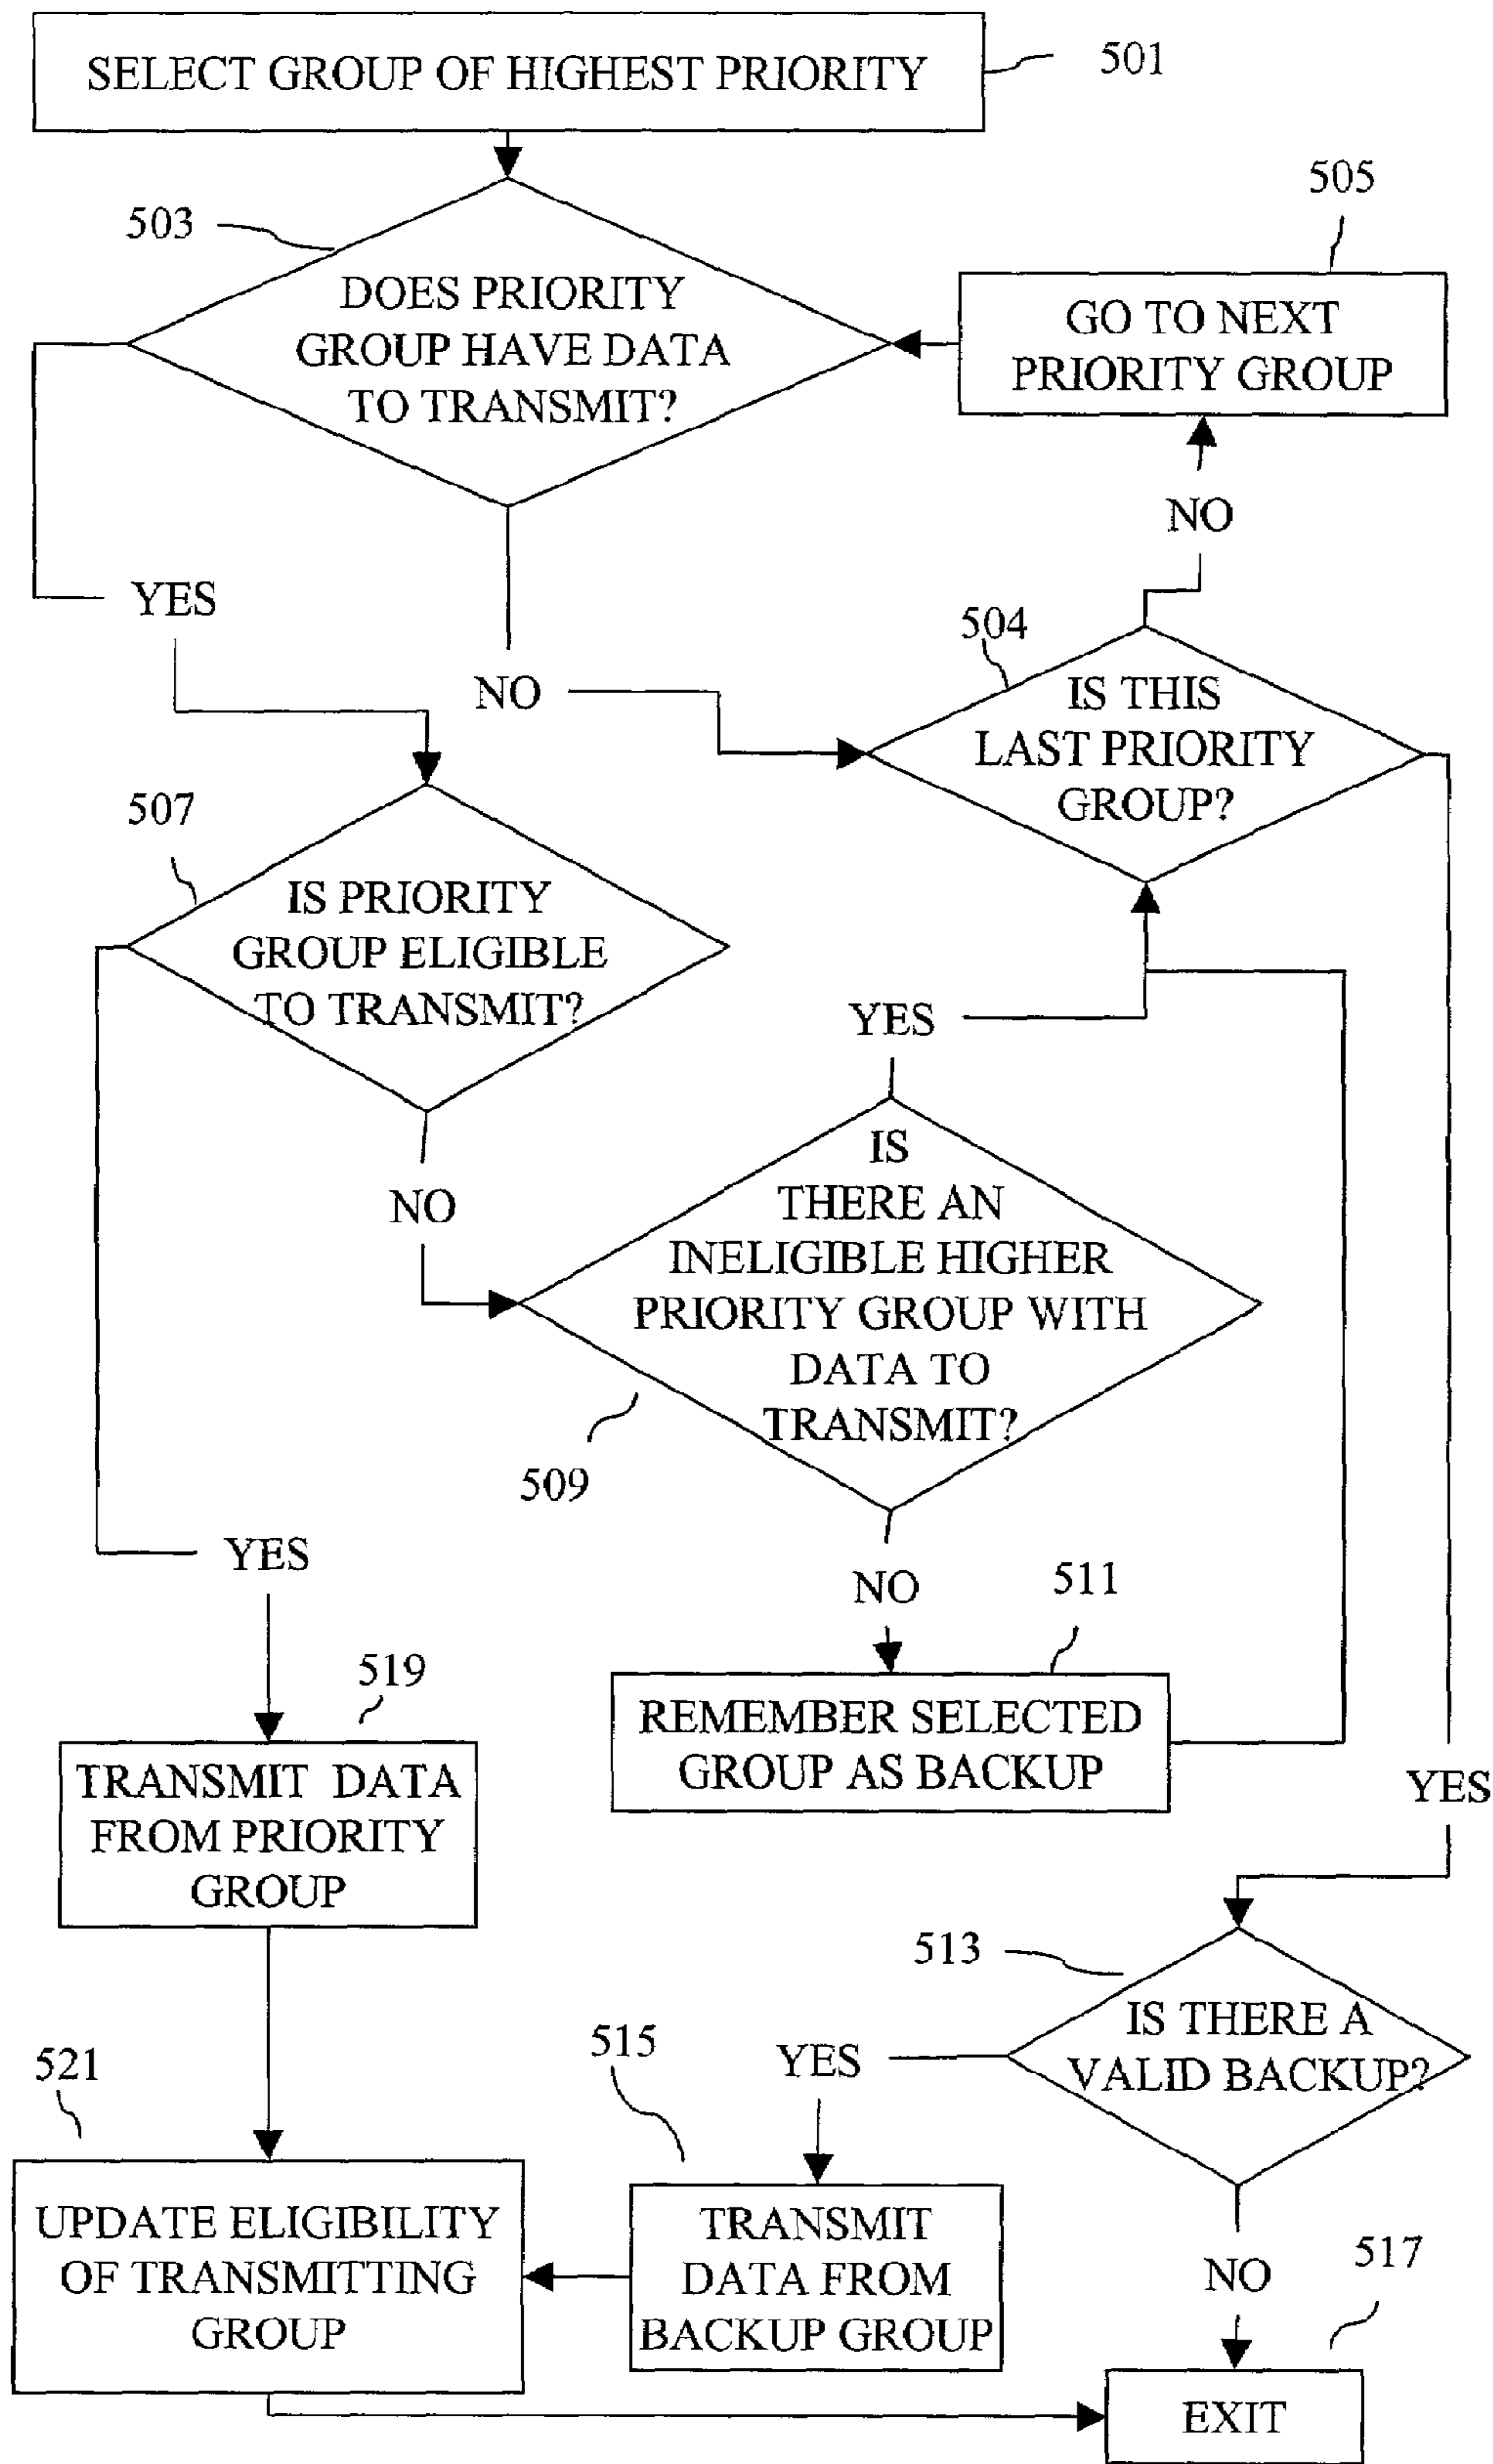 SELECT GROUP OF HIGHEST PRIORITY
501
505
503
DOES PRIORITY
GROUP HAVE DATA
TO TRANSMIT?
GO TO NEXT
PRIORITY GROUP
NO
YES
504
NO
IS THIS
LAST PRIORITY
GROUP?
507
IS PRIORITY
GROUP ELIGIBLE
TO TRANSMIT?
YES
NO
IS
THERE AN
INELIGIBLE HIGHER
PRIORITY GROUP WITH
DATA TO
TRANSMIT?
509
YES
NO
511
519
REMEMBER SELECTED
GROUP AS BACKUP
TRANSMIT DATA
FROM PRIORITY
GROUP
YES
513
IS THERE A
VALID BACKUP?
515
YES
521
UPDATE ELIGIBILITY
OF TRANSMITTING
GROUP
TRANSMIT
DATA FROM
BACKUP GROUP
NO
517
EXIT